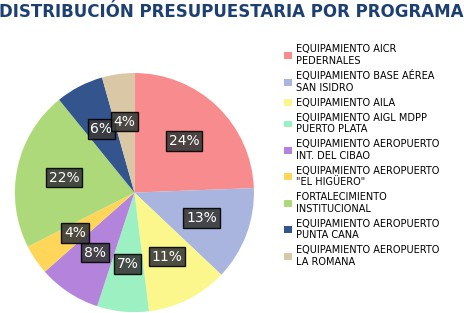 DISTRIBUCIÓN PRESUPUESTARIA POR PROGRAMA
EQUIPAMIENTO AICR
PEDERNALES
EQUIPAMIENTO BASE AÉREA
SAN ISIDRO
EQUIPAMIENTO AILA
EQUIPAMIENTO AIGL MDPP
PUERTO PLATA
EQUIPAMIENTO AEROPUERTO
INT. DEL CIBAO
EQUIPAMIENTO AEROPUERTO
"EL HIGÜERO"
FORTALECIMIENTO
INSTITUCIONAL
EQUIPAMIENTO AEROPUERTO
PUNTA CANA
EQUIPAMIENTO AEROPUERTO
LA ROMANA
24%
13%
11%
7%
8%
4%
22%
6%
4%